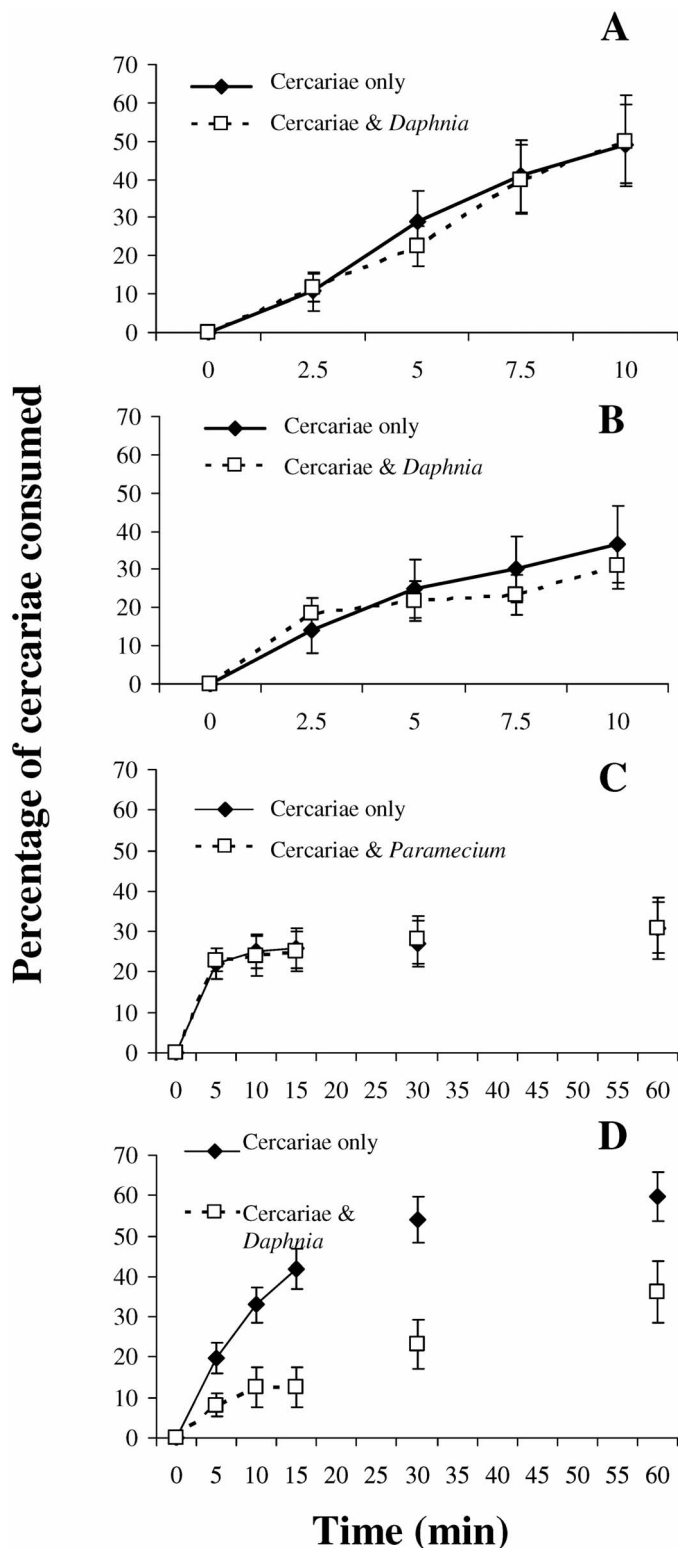 Percentage of cercariae consumed
A
70
60
50
40
30
20
10
0
Cercariae only
Cercariae & Daphnia
0 2.5 5 7.5 10
B
70
60
50
40
30
20
10
0
Cercariae only
Cercariae & Daphnia
0 2.5 5 7.5 10
C
70
60
50
40
30
20
10
0
Cercariae only
Cercariae & Paramecium
0 5 10 15 20 25 30 35 40 45 50 55 60
D
70
60
50
40
30
20
10
0
Cercariae only
Cercariae &
Daphnia
0 5 10 15 20 25 30 35 40 45 50 55 60
Time (min)